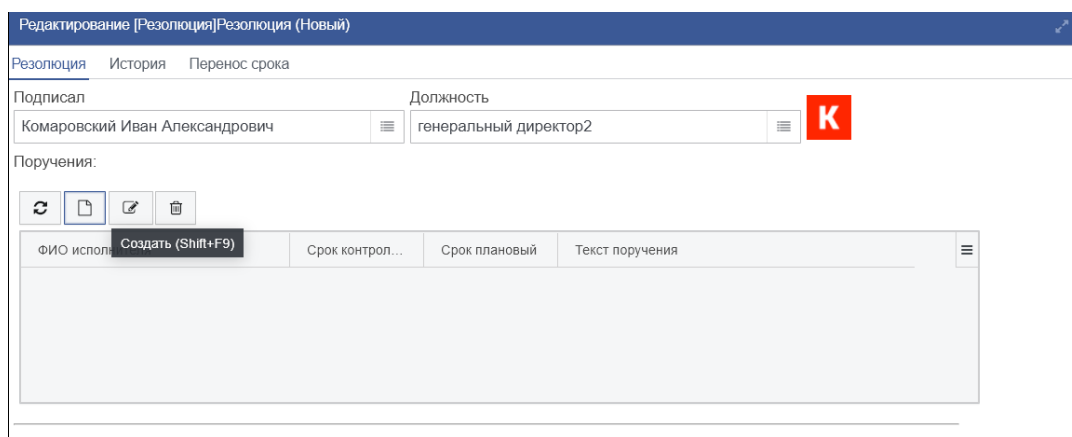 Редактирование [Резолюция]Резолюция (Новый)
Резолюция История Перенос срока
Подписал Должность
Комаровский Иван Александрович генеральный директор2 К
Поручения:
Создать (Shift+F9)
ФИО Срок контрол... Срок плановый Текст поручения